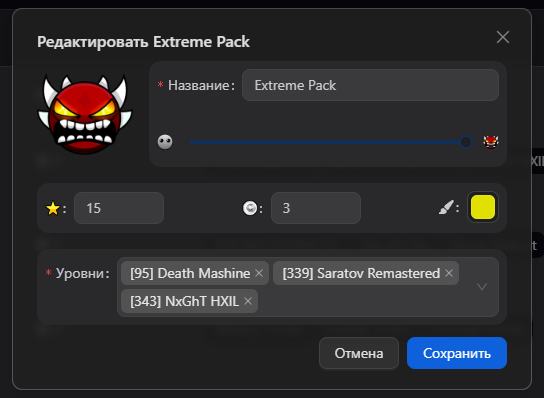 Редактировать Extreme Pack
* Название: Extreme Pack
: 15 : 3 :
* Уровни: [95] Death Mashine × [339] Saratov Remastered ×
[343] NxGhT HXIL ×
Отмена Сохранить